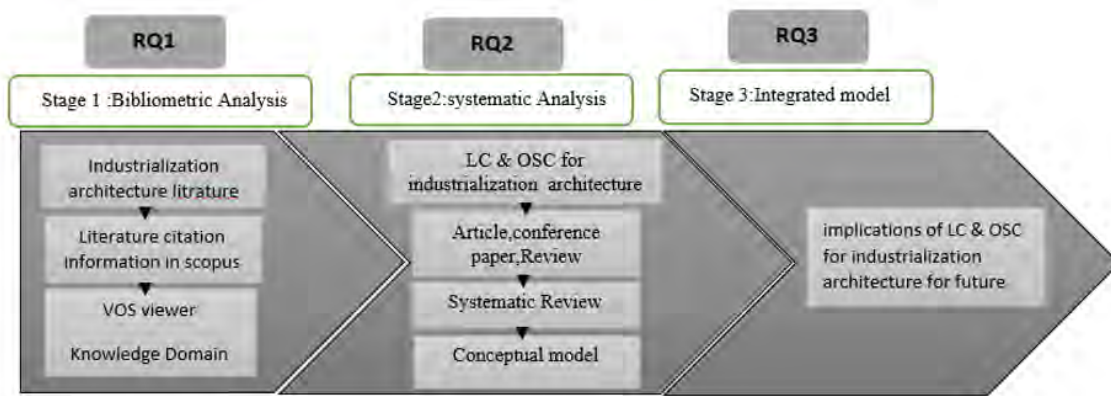 RQ1
Stage 1 :Bibliometric Analysis
Industrialization
architecture litrature
Literature citation
information in scopus
VOS viewer
Knowledge Domain
RQ2
Stage2:systematic Analysis
LC & OSC for
industrialization architecture
Article,conference
paper,Review
Systematic Review
Conceptual model
RQ3
Stage 3:Integrated model
implications of LC & OSC
for industrialization
architecture for future